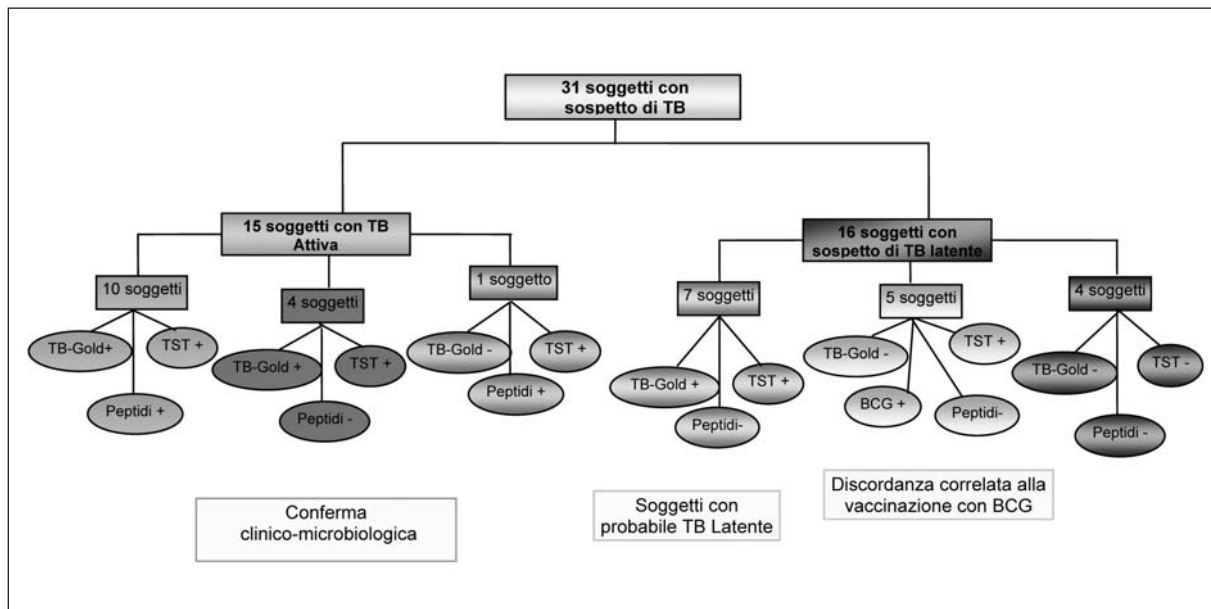 31 soggetti con
sospetto di TB
15 soggetti con TB
Attiva
16 soggetti con
sospetto di TB latente
10 soggetti
4 soggetti
1 soggetto
7 soggetti
5 soggetti
4 soggetti
TB-Gold+
TST +
Peptidi +
TB-Gold +
TST +
Peptidi -
TB-Gold -
TST +
Peptidi +
TB-Gold +
TST +
Peptidi-
TB-Gold -
TST +
BCG +
Peptidi-
TB-Gold -
TST -
Peptidi -
Conferma
clinico-microbiologica
Soggetti con
probabile TB Latente
Discordanza correlata alla
vaccinazione con BCG